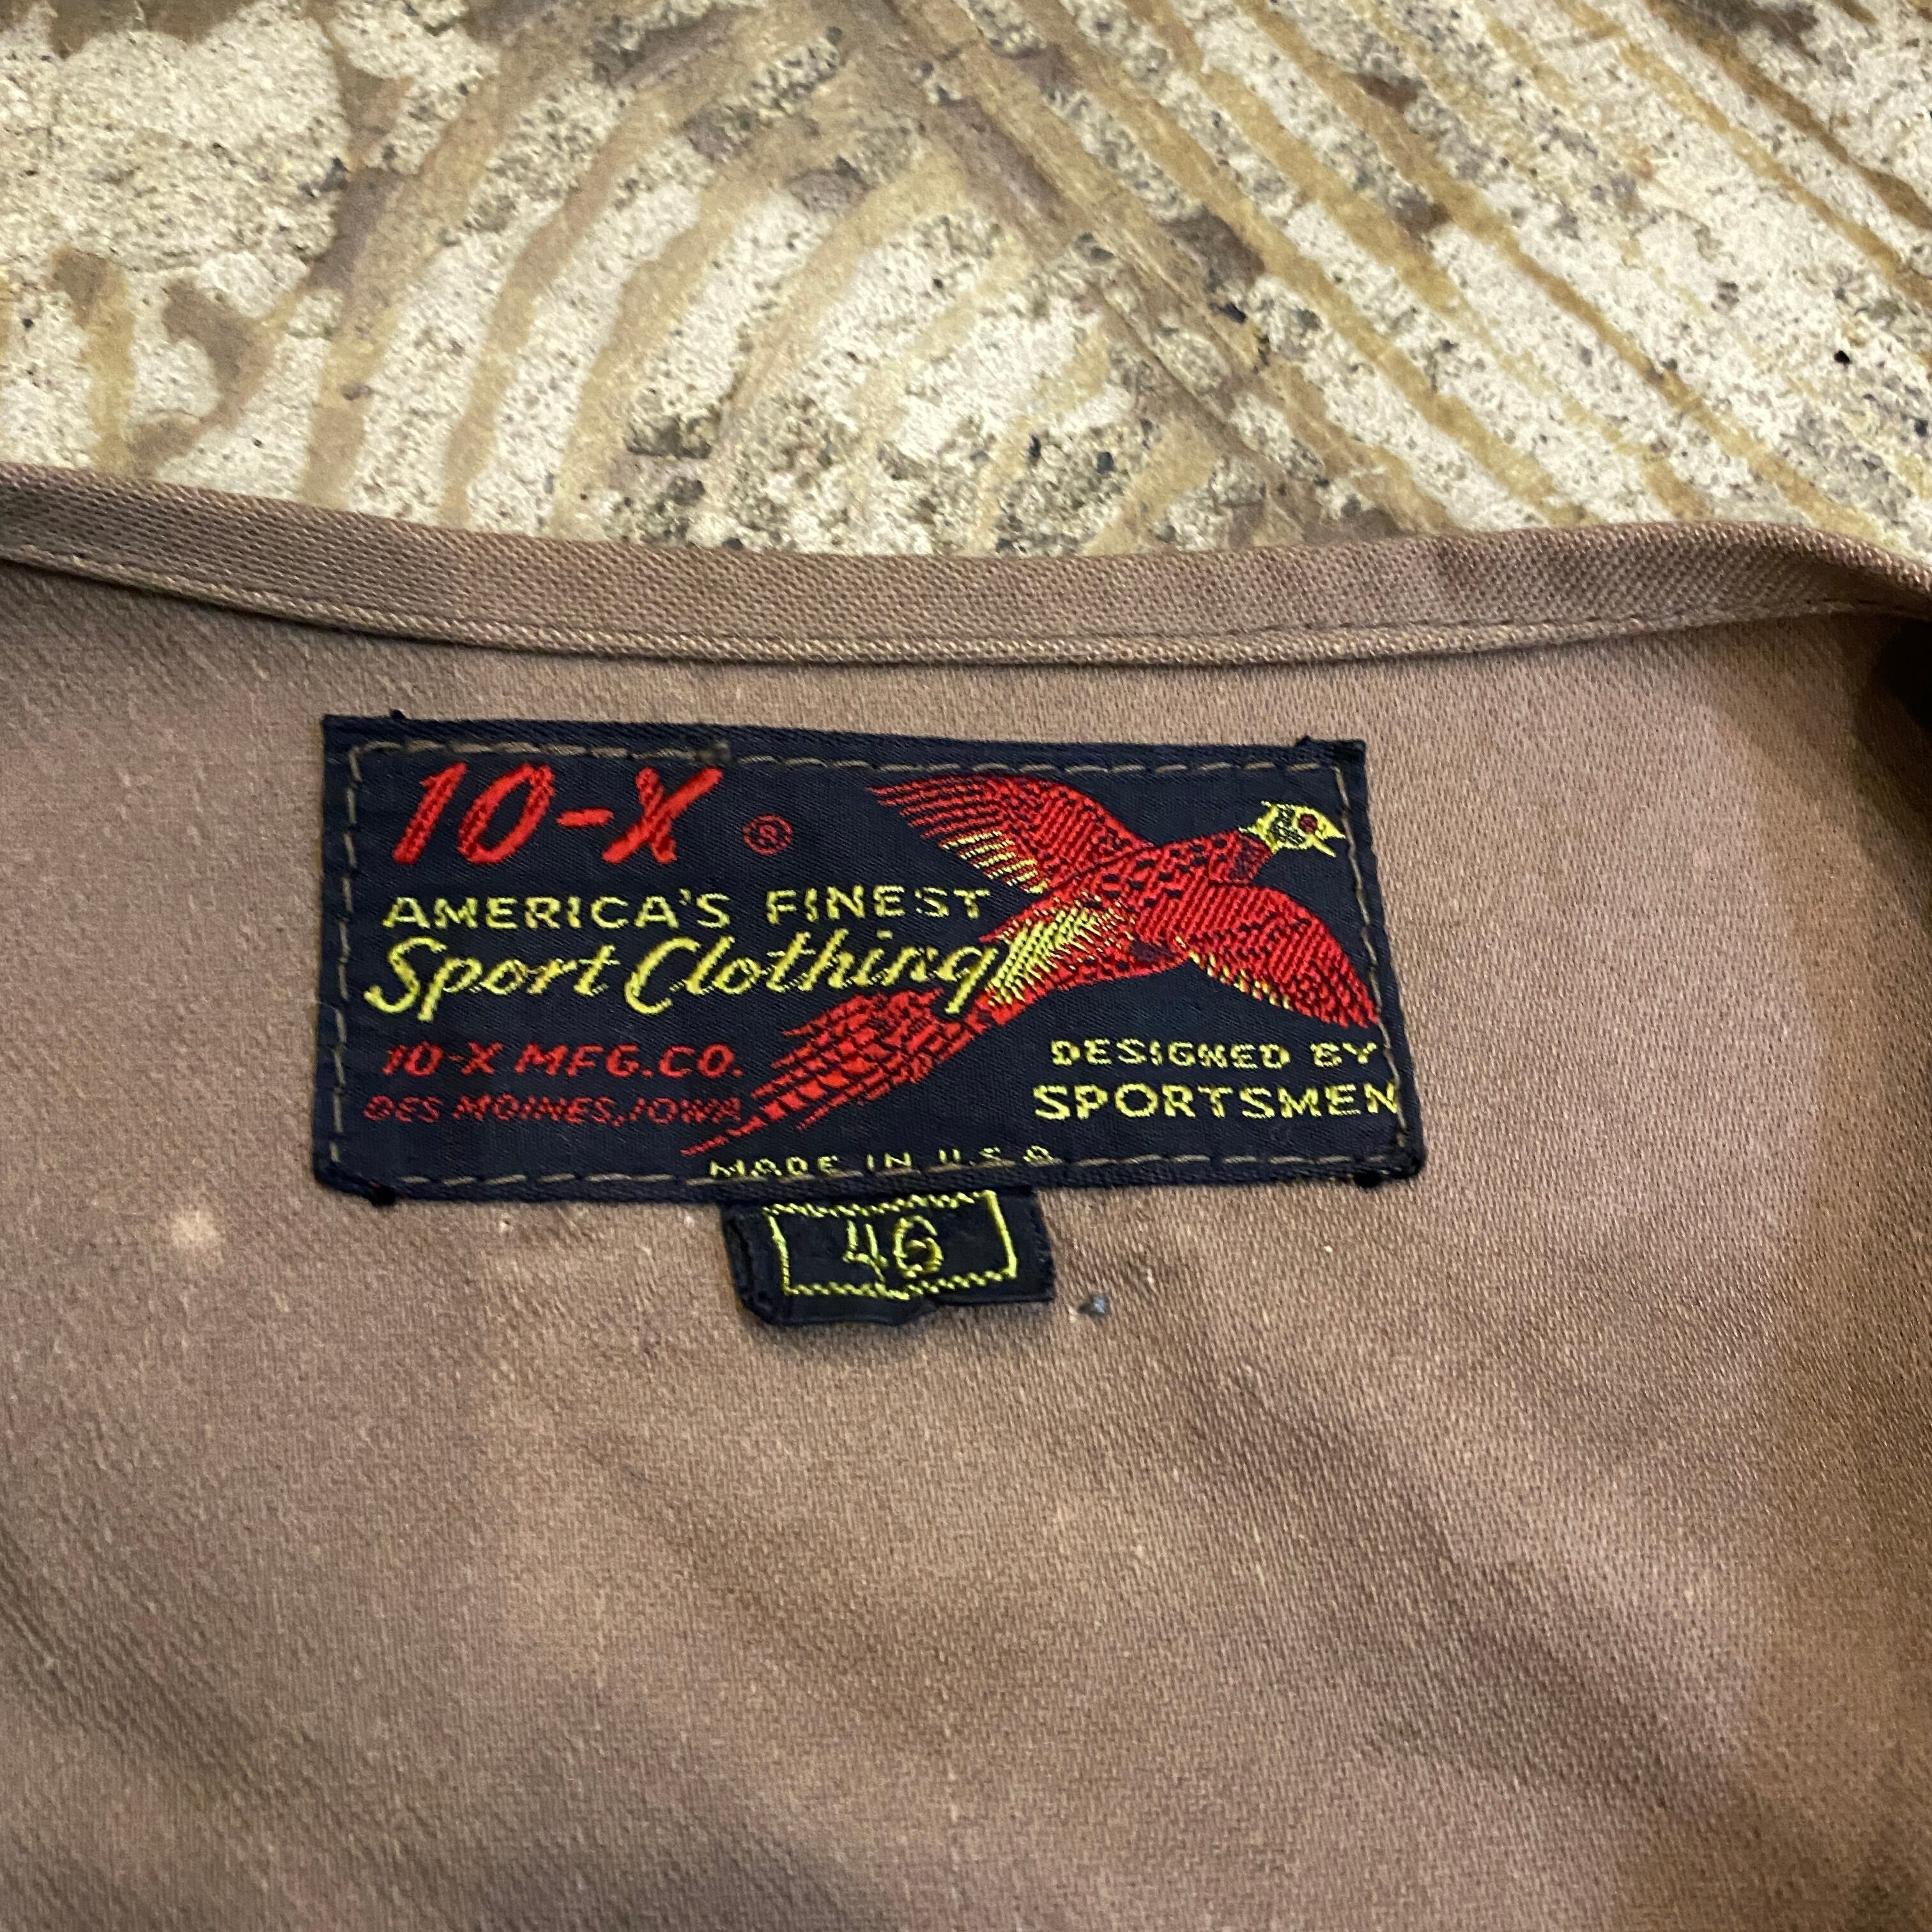 10-X ®
AMERICA'S FINEST
Sport Clothing
10-X MFG.CO.
DES MOINES, IOWA
DESIGNED BY
SPORTSMEN
MADE IN U.S.A.
46